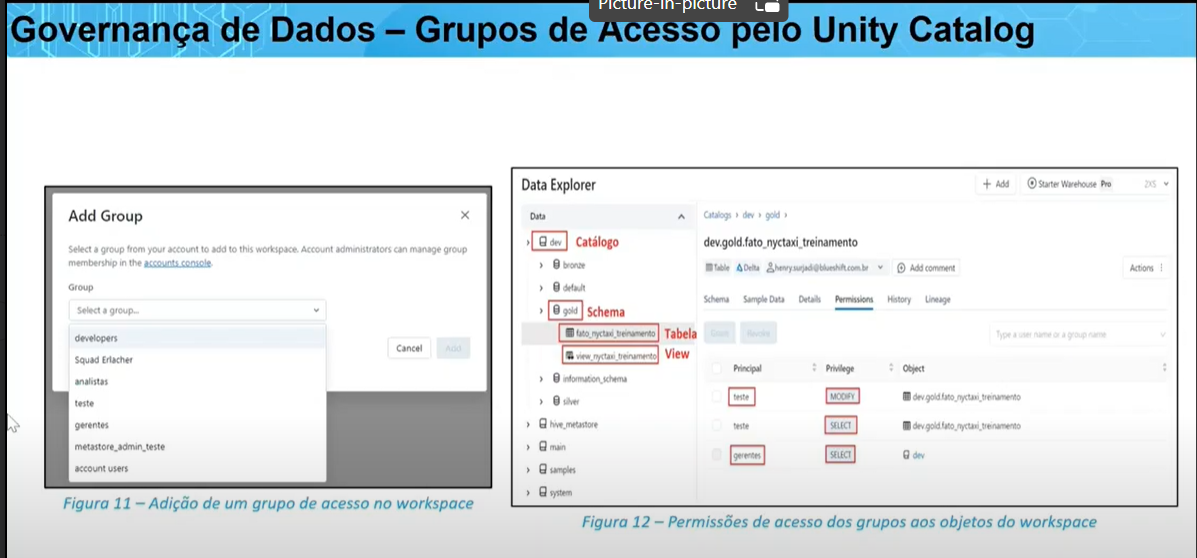 Picture-in-picture
Governança de Dados – Grupos de Acesso pelo Unity Catalog
Add Group
Select a group from your account to add to this workspace. Account administrators can manage group
membership in the accounts console.
Group
Select a group...
developers
Squad Erlacher
analistas
teste
gerentes
metastore_admin_teste
account users
Cancel
Add
Figura 11 – Adição de um grupo de acesso no workspace
Data Explorer
Add
Starter Warehouse Pro 2XS
Data
dev Catálogo
bronze
default
gold Schema
fato_nyctaxi_treinamento Tabela
view_nyctaxi_treinamento View
information_schema
silver
hive_metastore
main
samples
system
Catalogs › dev › gold ›
dev.gold.fato_nyctaxi_treinamento
Table Delta henry.surjadi@blueshift.com.br Add comment
Actions
Schema Sample Data Details Permissions History Lineage
Grant Revoke
Type a user name or a group name
Principal Privilege Object
teste MODIFY dev.gold.fato_nyctaxi_treinamento
teste SELECT dev.gold.fato_nyctaxi_treinamento
gerentes SELECT dev
Figura 12 – Permissões de acesso dos grupos aos objetos do workspace